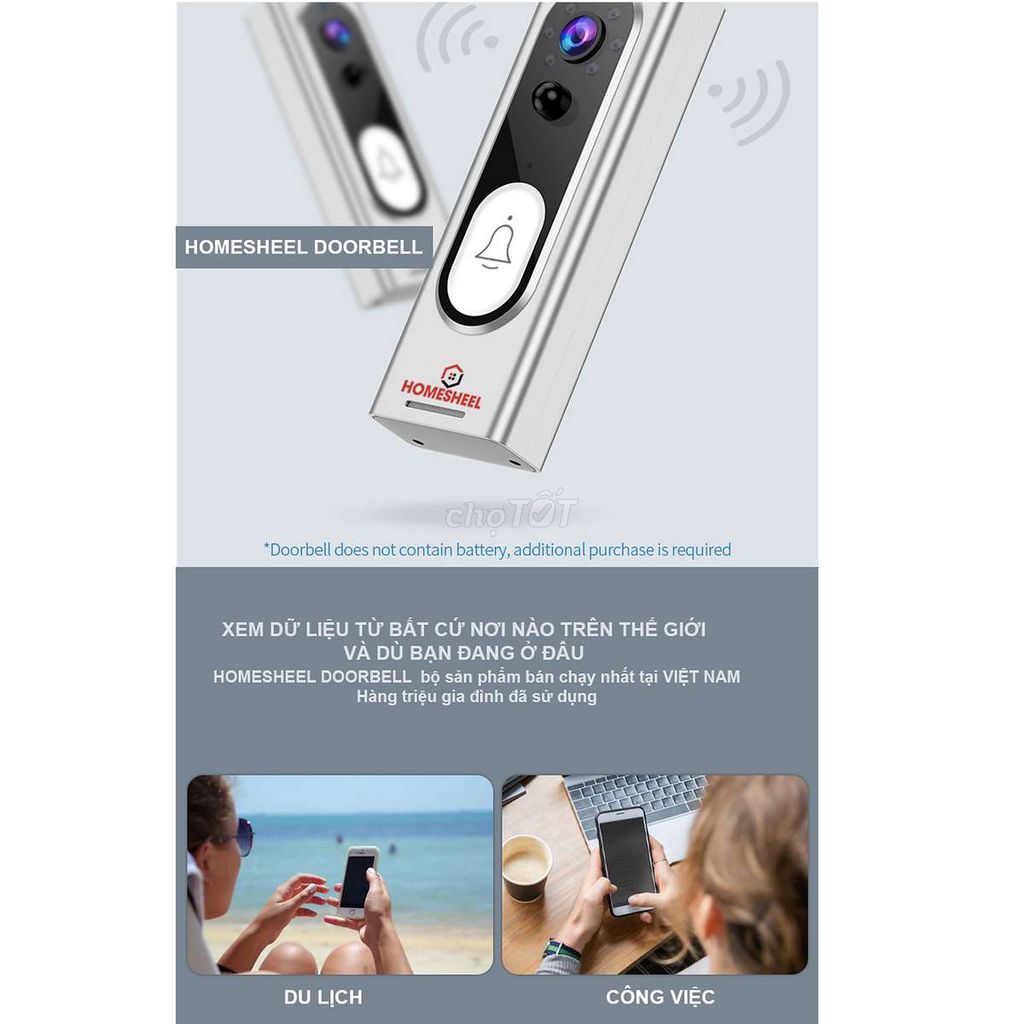 HOMESHEEL DOORBELL
HOMESHEEL
chợTỐT
*Doorbell does not contain battery, additional purchase is required
XEM DỮ LIỆU TỪ BẤT CỨ NƠI NÀO TRÊN THẾ GIỚI
VÀ DÙ BẠN ĐANG Ở ĐÂU
HOMESHEEL DOORBELL bộ sản phẩm bán chạy nhất tại VIỆT NAM
Hàng triệu gia đình đã sử dụng
DU LỊCH
CÔNG VIỆC